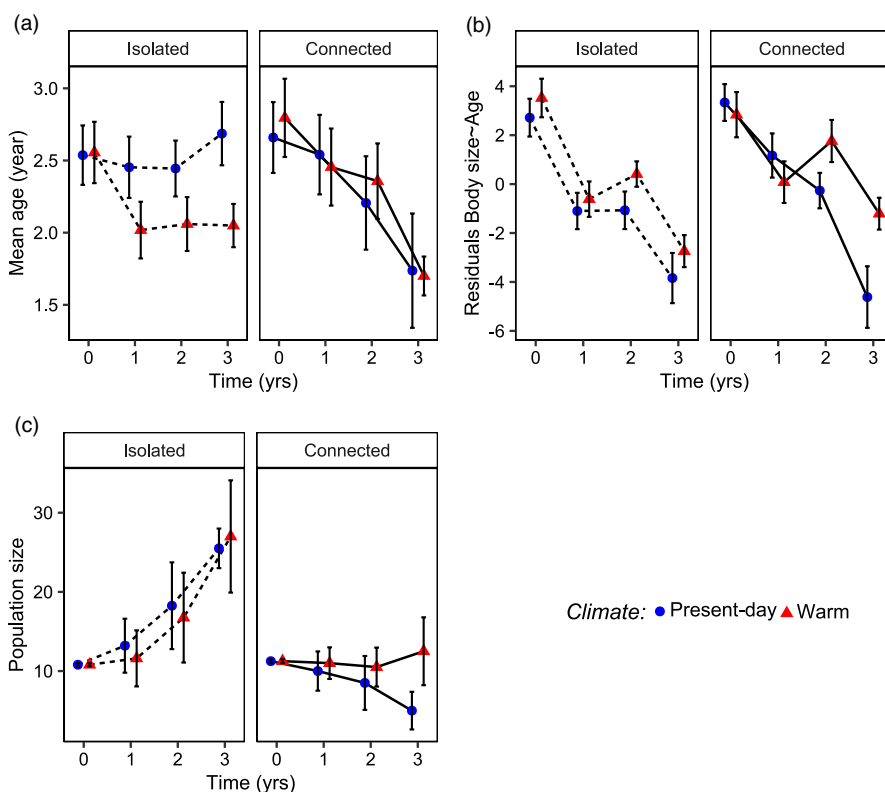 (a)
Isolated Connected
3.0
2.5
2.0
1.5
Mean age (year)
0 1 2 3 0 1 2 3
Time (yrs)
(b)
Isolated Connected
4
2
0
-2
-4
-6
Residuals Body size~Age
0 1 2 3 0 1 2 3
Time (yrs)
(c)
Isolated Connected
30
20
10
Population size
0 1 2 3 0 1 2 3
Time (yrs)
Climate: Present-day Warm